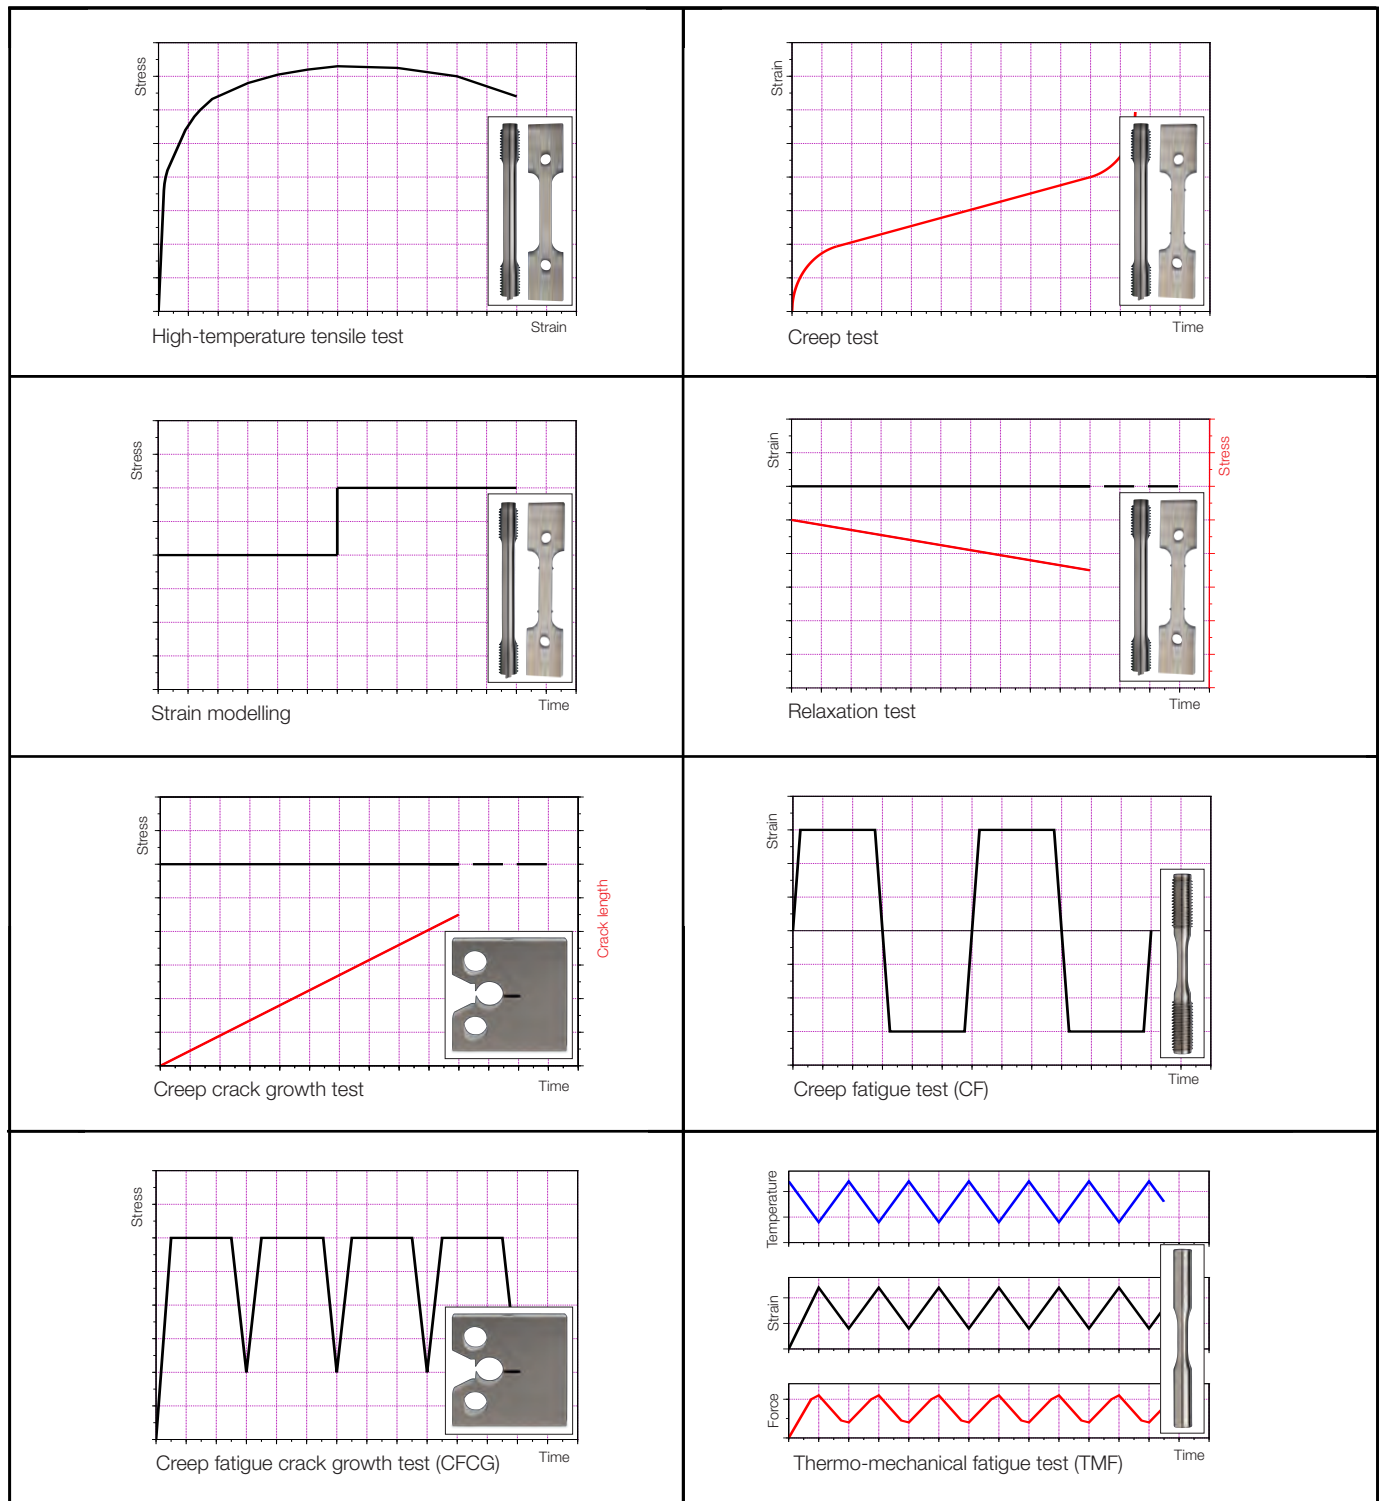 Stress
Strain
High-temperature tensile test
Strain
Time
Creep test
Stress
Time
Strain modelling
Strain
Stress
Time
Relaxation test
Stress
Crack length
Time
Creep crack growth test
Strain
Time
Creep fatigue test (CF)
Stress
Time
Creep fatigue crack growth test (CFCG)
Temperature
Strain
Force
Time
Thermo-mechanical fatigue test (TMF)